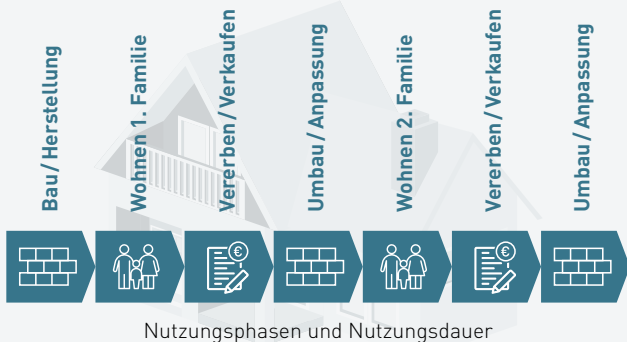 Bau/Herstellung
Wohnen 1. Familie
Vererben/Verkaufen
Umbau/Anpassung
Wohnen 2. Familie
Vererben/Verkaufen
Umbau/Anpassung
€
€
Nutzungsphasen und Nutzungsdauer